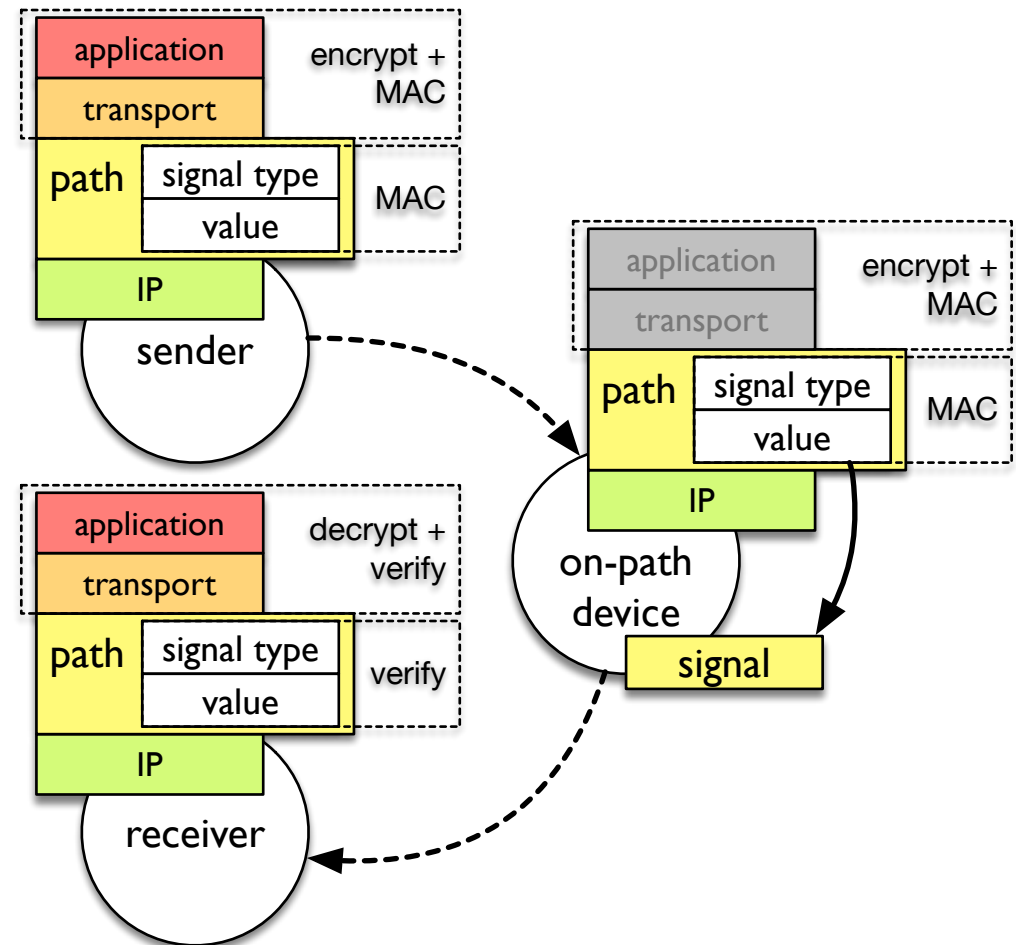 application
transport
encrypt +
MAC
path
signal type
value
MAC
IP
sender
application
transport
encrypt +
MAC
path
signal type
value
MAC
IP
on-path
device
signal
application
transport
decrypt +
verify
path
signal type
value
verify
IP
receiver